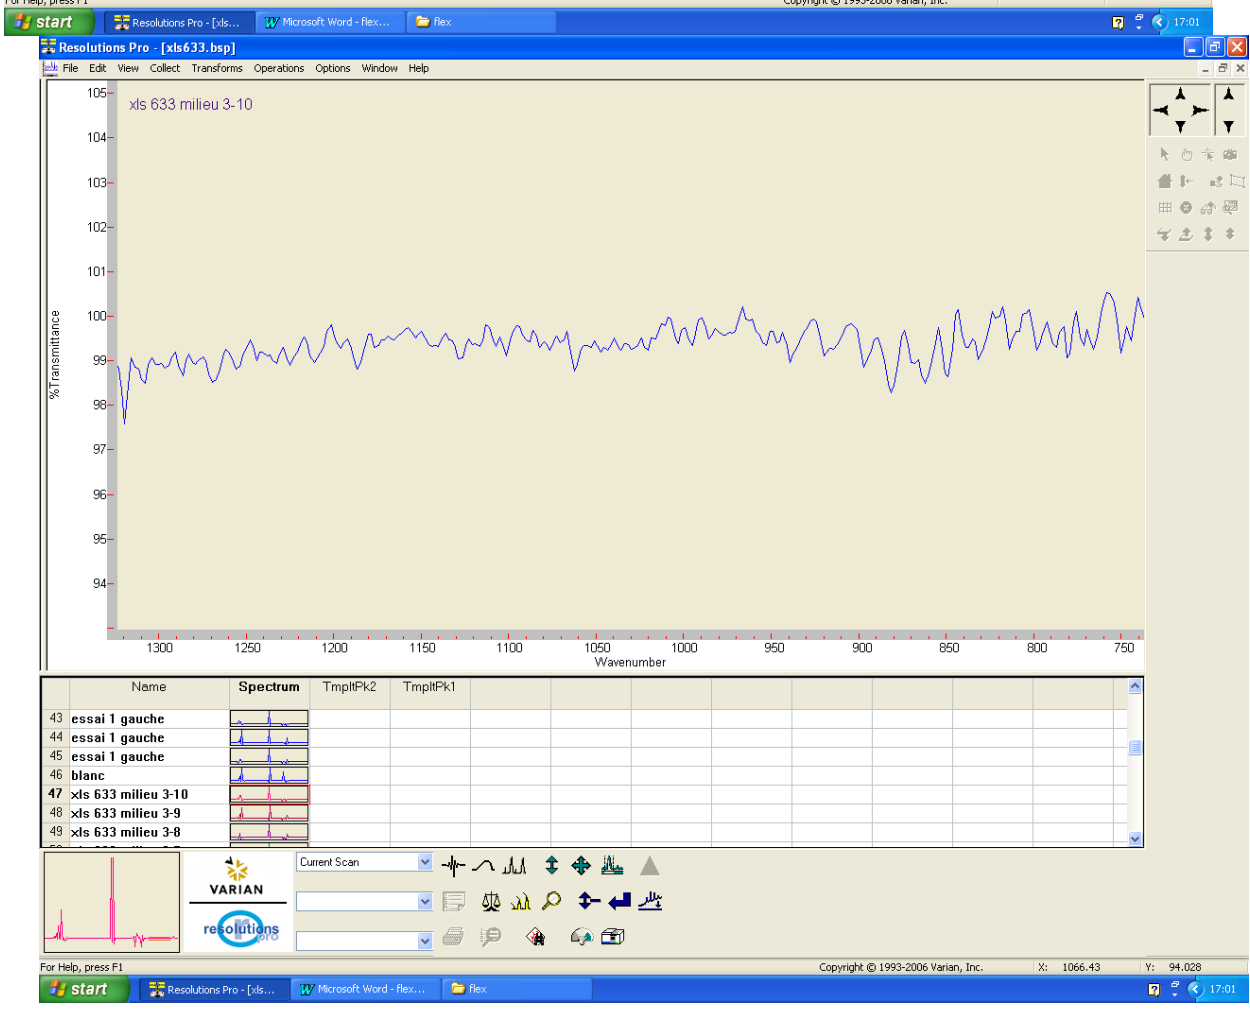 For Help, press F1
Copyright © 1993-2006 Varian, Inc.
start
Resolutions Pro - [xls...
Microsoft Word - flex...
flex
17:01
Resolutions Pro - [xls633.bsp]
File Edit View Collect Transforms Operations Options Window Help
xls 633 milieu 3-10
105
104
103
102
101
100
99
98
97
96
95
94
%Transmittance
1300 1250 1200 1150 1100 1050 1000 950 900 850 800 750
Wavenumber
Name Spectrum TmpltPk2 TmpltPk1
43 essai 1 gauche
44 essai 1 gauche
45 essai 1 gauche
46 blanc
47 xls 633 milieu 3-10
48 xls 633 milieu 3-9
49 xls 633 milieu 3-8
VARIAN
resolutions
pro
Current Scan
For Help, press F1
Copyright © 1993-2006 Varian, Inc.
X: 1066.43
Y: 94.028
start
Resolutions Pro - [xls...
Microsoft Word - flex...
flex
17:01